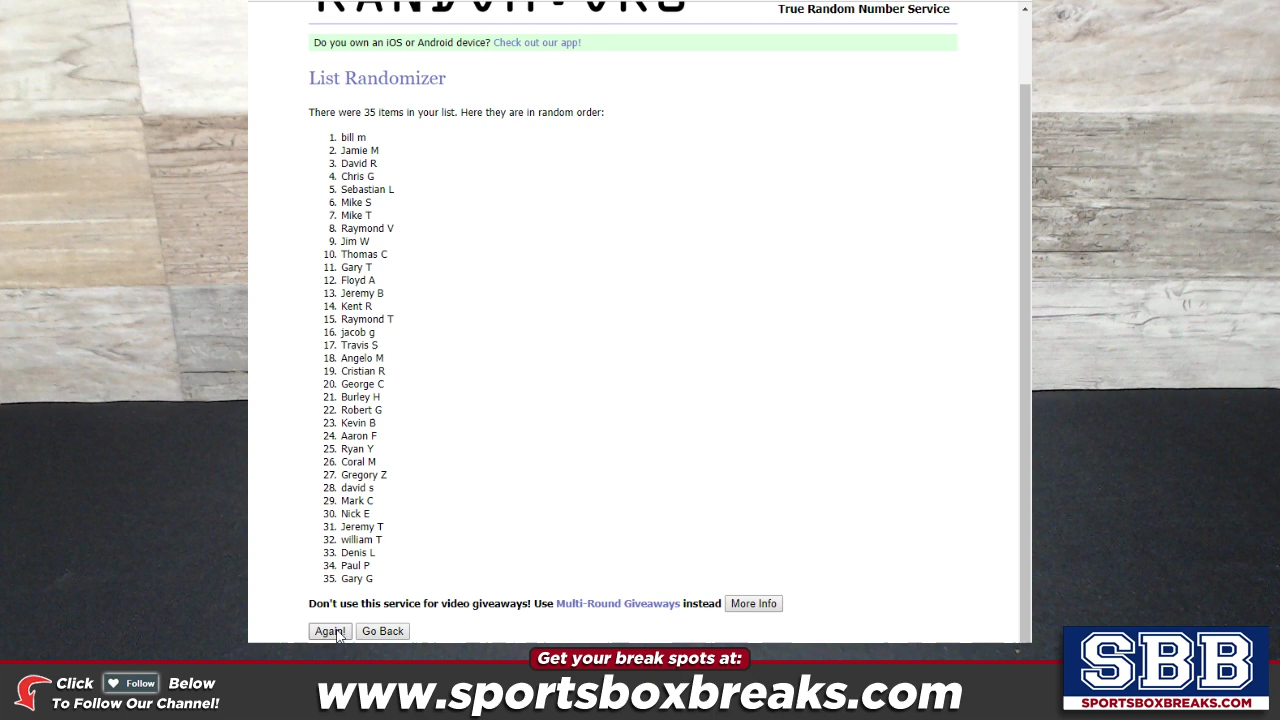 RANDOM.ORG
True Random Number Service
Do you own an iOS or Android device? Check out our app!
List Randomizer
There were 35 items in your list. Here they are in random order:
1. bill m
2. Jamie M
3. David R
4. Chris G
5. Sebastian L
6. Mike S
7. Mike T
8. Raymond V
9. Jim W
10. Thomas C
11. Gary T
12. Floyd A
13. Jeremy B
14. Kent R
15. Raymond T
16. jacob g
17. Travis S
18. Angelo M
19. Cristian R
20. George C
21. Burley H
22. Robert G
23. Kevin B
24. Aaron F
25. Ryan Y
26. Coral M
27. Gregory Z
28. david s
29. Mark C
30. Nick E
31. Jeremy T
32. william T
33. Denis L
34. Paul P
35. Gary G
Don't use this service for video giveaways! Use Multi-Round Giveaways instead More Info
Again! Go Back
Get your break spots at:
Click Follow Below
To Follow Our Channel!
www.sportsboxbreaks.com
SBB
SPORTSBOXBREAKS.COM